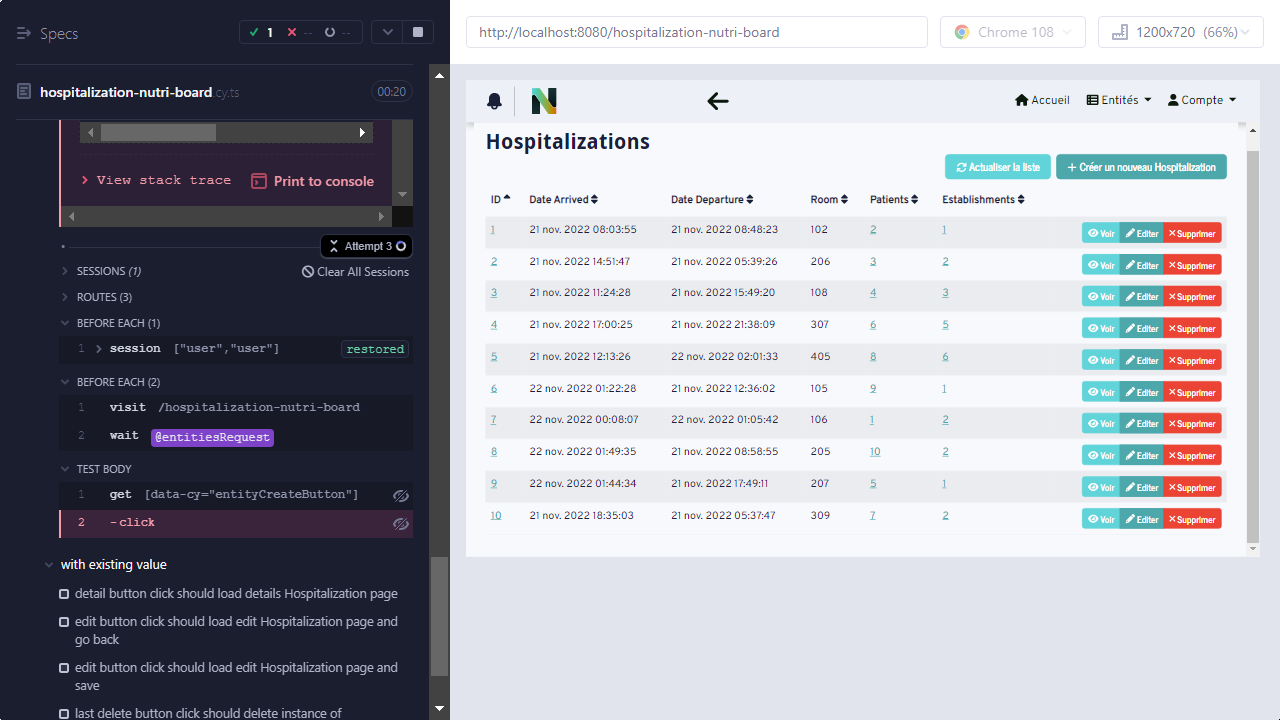 Specs
1
--
--
hospitalization-nutri-board.cy.ts
00:20
View stack trace
Print to console
Attempt 3
SESSIONS (1)
Clear All Sessions
ROUTES (3)
BEFORE EACH (1)
1 session ["user","user"] restored
BEFORE EACH (2)
1 visit /hospitalization-nutri-board
2 wait @entitiesRequest
TEST BODY
1 get [data-cy="entityCreateButton"]
2 -click
with existing value
detail button click should load details Hospitalization page
edit button click should load edit Hospitalization page and
go back
edit button click should load edit Hospitalization page and
save
last delete button click should delete instance of
http://localhost:8080/hospitalization-nutri-board
Chrome 108
1200x720 (66%)
N
Accueil
Entités
Compte
Hospitalizations
Actualiser la liste
+ Créer un nouveau Hospitalization
ID Date Arrived Date Departure Room Patients Establishments
1 21 nov. 2022 08:03:55 21 nov. 2022 08:48:23 102 2 1 Voir Editer Supprimer
2 21 nov. 2022 14:51:47 21 nov. 2022 05:39:26 206 3 2 Voir Editer Supprimer
3 21 nov. 2022 11:24:28 21 nov. 2022 15:49:20 108 4 3 Voir Editer Supprimer
4 21 nov. 2022 17:00:25 21 nov. 2022 21:38:09 307 6 5 Voir Editer Supprimer
5 21 nov. 2022 12:13:26 22 nov. 2022 02:01:33 405 8 6 Voir Editer Supprimer
6 22 nov. 2022 01:22:28 21 nov. 2022 12:36:02 105 9 1 Voir Editer Supprimer
7 22 nov. 2022 00:08:07 22 nov. 2022 01:05:42 106 1 2 Voir Editer Supprimer
8 22 nov. 2022 01:49:35 21 nov. 2022 08:58:55 205 10 2 Voir Editer Supprimer
9 22 nov. 2022 01:44:34 21 nov. 2022 17:49:11 207 5 1 Voir Editer Supprimer
10 21 nov. 2022 18:35:03 21 nov. 2022 05:37:47 309 7 2 Voir Editer Supprimer